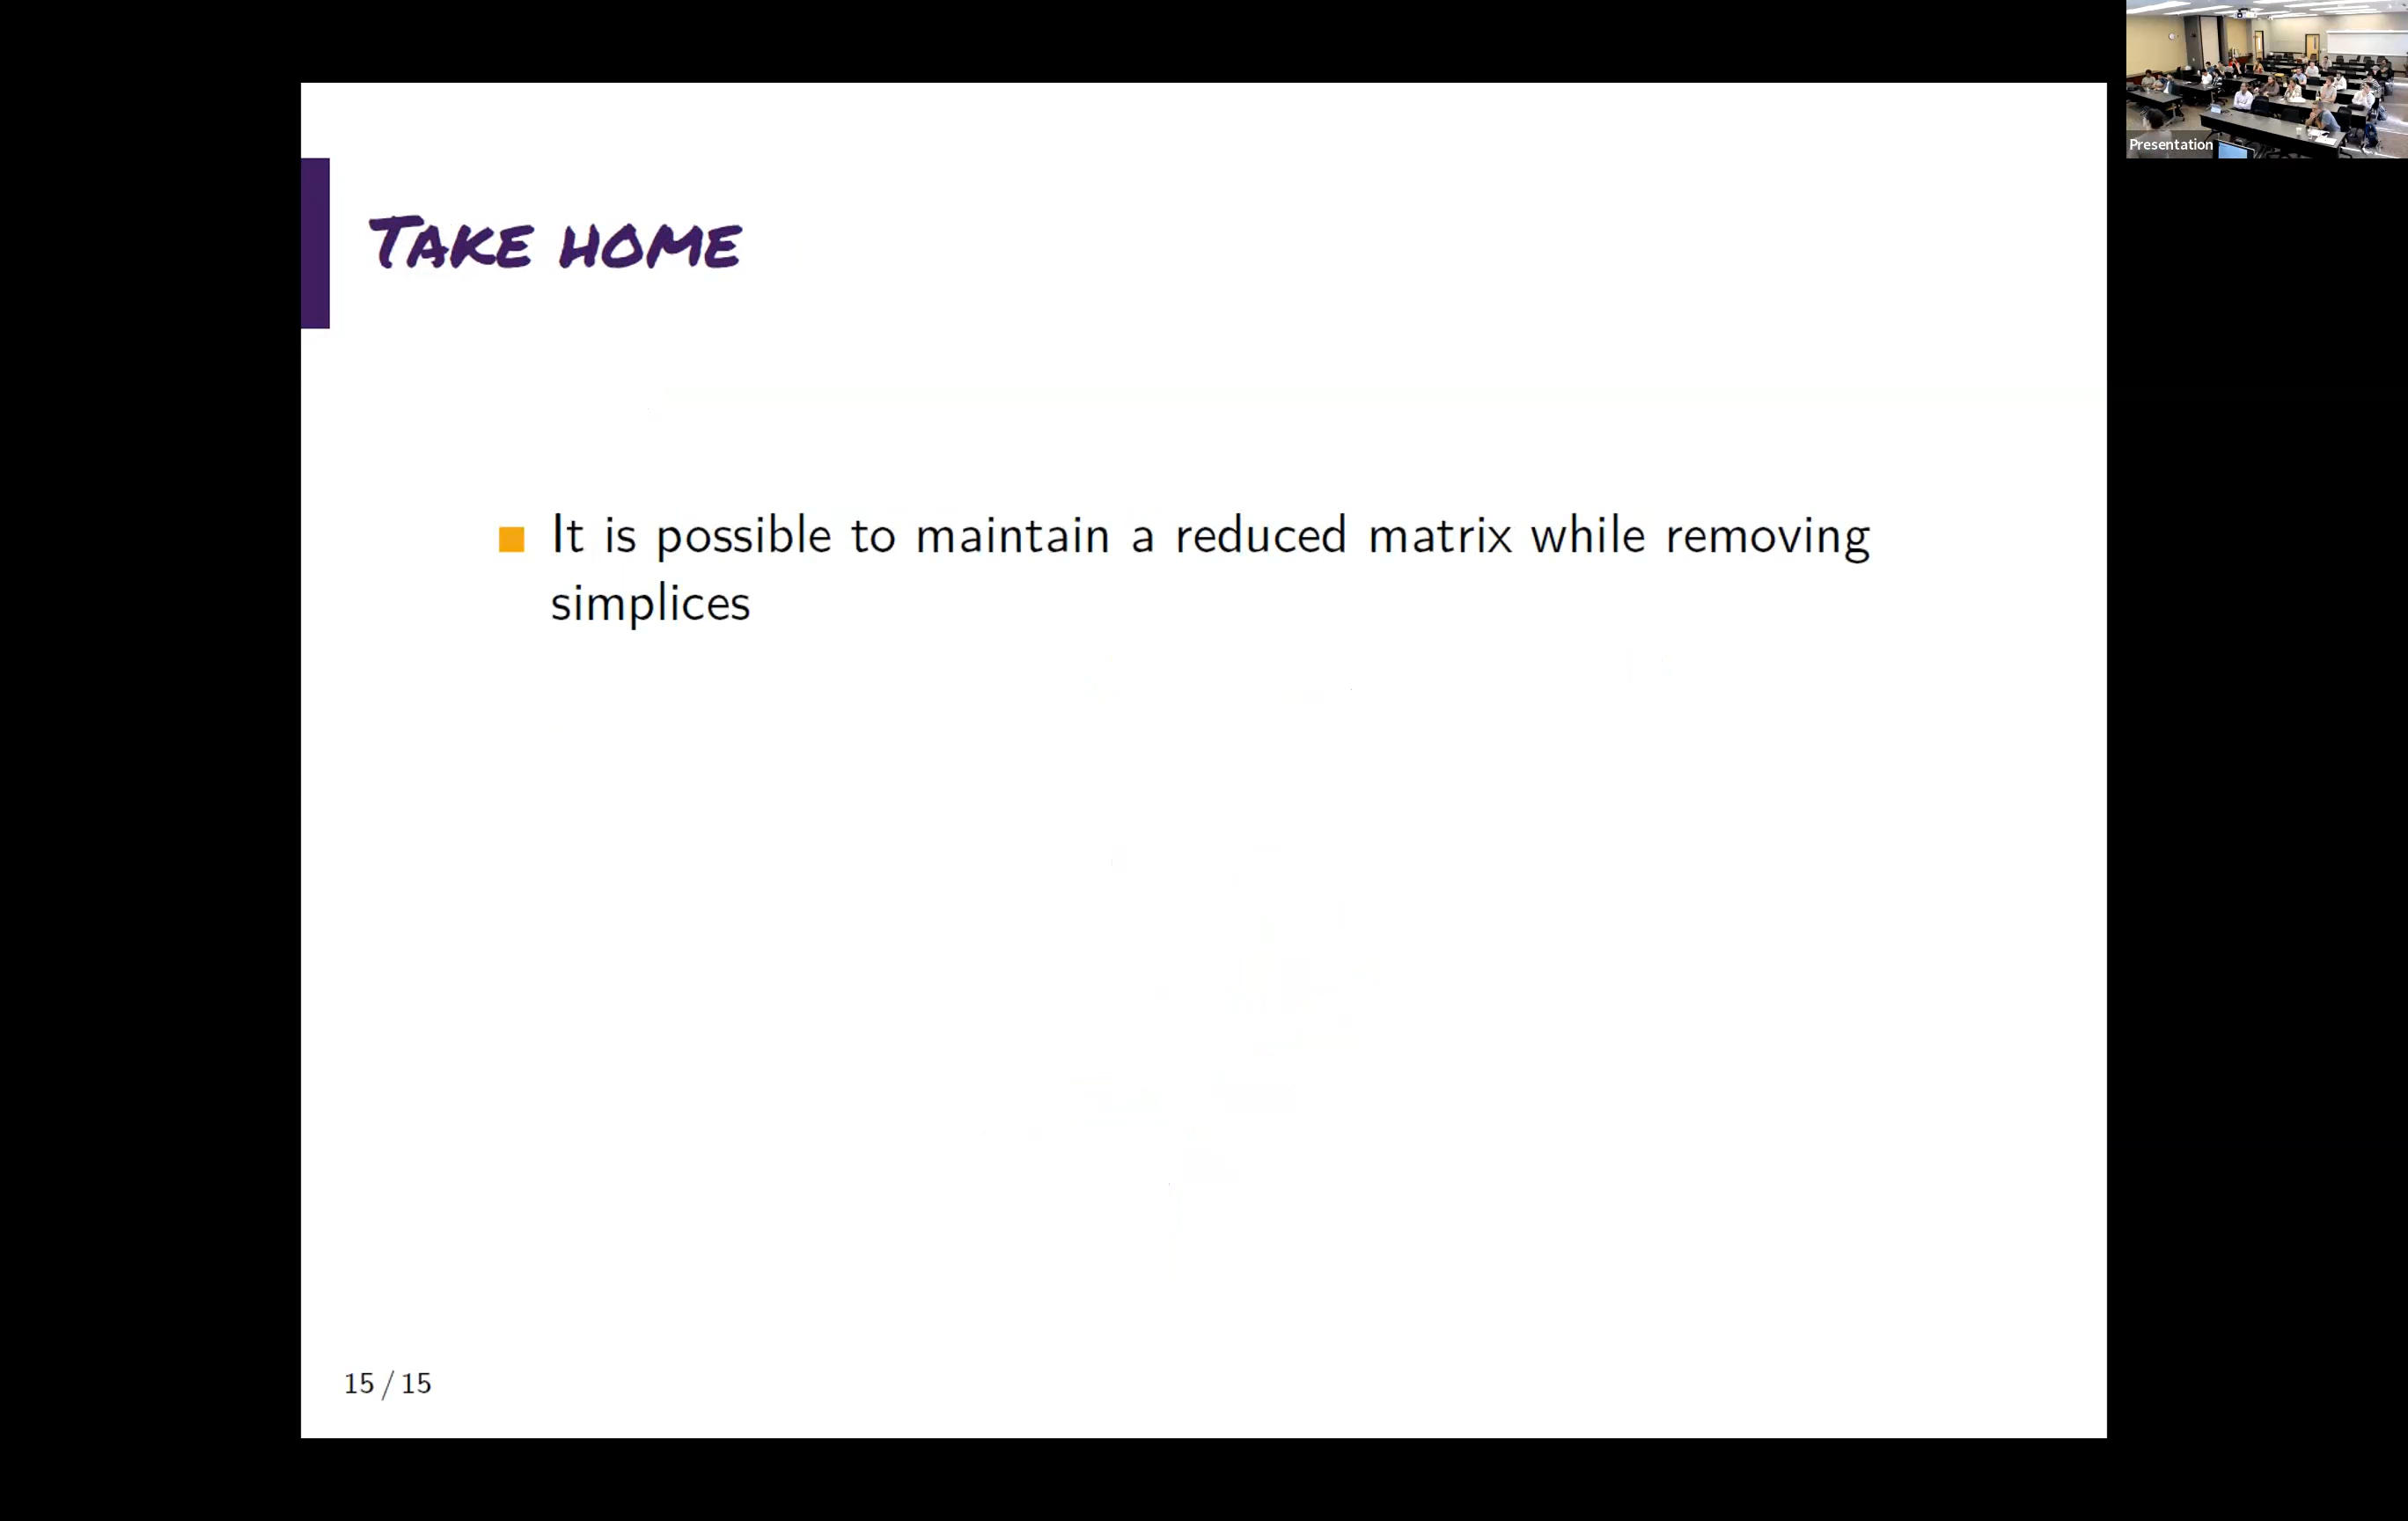 Presentation
TAKE HOME
It is possible to maintain a reduced matrix while removing
simplices
15 / 15